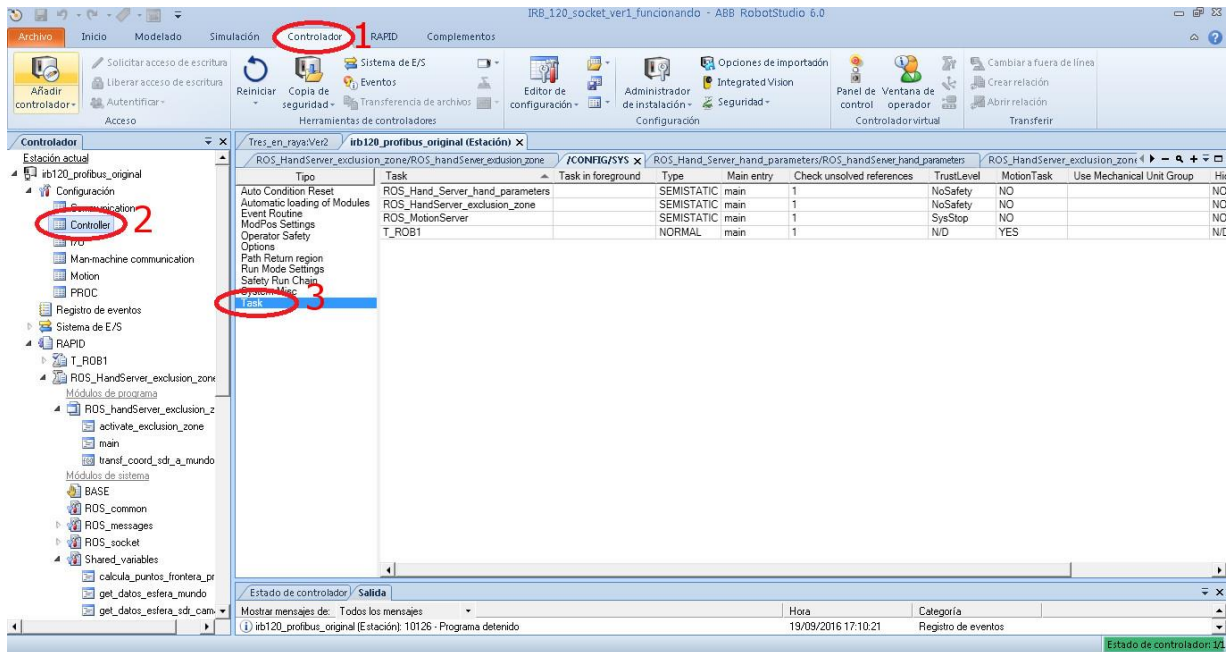 IRB_120_socket_ver1_funcionando - ABB RobotStudio 6.0
Archivo Inicio Modelado Simulación Controlador 1 RAPID Complementos
Añadir controlador
Solicitar acceso de escritura
Liberar acceso de escritura
Autentificar
Acceso
Reiniciar
Copia de seguridad
Sistema de E/S
Eventos
Transferencia de archivos
Herramientas de controladores
Editor de configuración
Administrador de instalación
Opciones de importadón
Integrated Vision
Seguridad
Configuración
Panel de control
Ventana de operador
Controlador virtual
Cambiar a fuera de línea
Crear relación
Abrir relación
Transferir
Controlador
Estación actual
irb120_profibus_original
Configuración
Communication
Controller 2
I/O
Man-machine communication
Motion
PROC
Registro de eventos
Sistema de E/S
RAPID
T_ROB1
ROS_HandServer_exclusion_zone
Módulos de programa
ROS_handServer_exclusion_z
activate_exclusion_zone
main
transf_coord_sdr_a_mundo
Módulos de sistema
BASE
ROS_common
ROS_messages
ROS_socket
Shared_variables
calcula_puntos_frontera_pr
get_datos_esfera_mundo
get_datos_esfera_sdr_cam
Tres_en_raya:Ver2 irb120_profibus_original (Estación)
ROS_HandServer_exclusion_zone/ROS_handServer_exclusion_zone /CONFIG/SYS ROS_Hand_Server_hand_parameters/ROS_handServer_hand_parameters ROS_HandServer_exclusion_zone
Tipo
Auto Condition Reset
Automatic loading of Modules
Event Routine
ModPos Settings
Operator Safety
Options
Path Return region
Run Mode Settings
Safety Run Chain
System Misc
Task 3
Task Task in foreground Type Main entry Check unsolved references TrustLevel MotionTask Use Mechanical Unit Group Hi
ROS_Hand_Server_hand_parameters SEMISTATIC main 1 NoSafety NO NO
ROS_HandServer_exclusion_zone SEMISTATIC main 1 NoSafety NO NO
ROS_MotionServer SEMISTATIC main 1 SysStop NO NO
T_ROB1 NORMAL main 1 N/D YES N/D
Estado de controlador Salida
Mostrar mensajes de: Todos los mensajes Hora Categoría
irb120_profibus_original (Estación): 10126 - Programa detenido 19/09/2016 17:10:21 Registro de eventos
Estado de controlador: 1/1